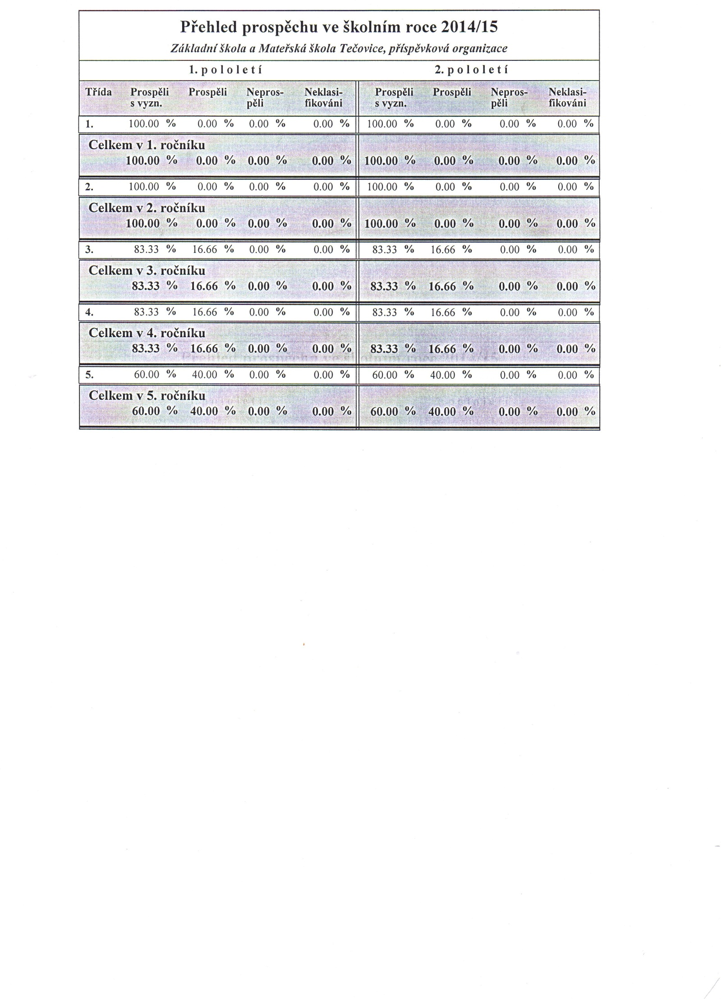 Přehled prospěchu ve školním roce 2014/15
Základní škola a Mateřská škola Tečovice, příspěvková organizace
1. pololetí 2. pololetí
Třída Prospěli Prospěli Nepros- Neklasi- Prospěli Prospěli Nepros- Neklasi-
s vyzn. pěli fikováni s vyzn. pěli fikováni
1. 100.00 % 0.00 % 0.00 % 0.00 % 100.00 % 0.00 % 0.00 % 0.00 %
Celkem v 1. ročníku
100.00 % 0.00 % 0.00 % 0.00 % 100.00 % 0.00 % 0.00 % 0.00 %
2. 100.00 % 0.00 % 0.00 % 0.00 % 100.00 % 0.00 % 0.00 % 0.00 %
Celkem v 2. ročníku
100.00 % 0.00 % 0.00 % 0.00 % 100.00 % 0.00 % 0.00 % 0.00 %
3. 83.33 % 16.66 % 0.00 % 0.00 % 83.33 % 16.66 % 0.00 % 0.00 %
Celkem v 3. ročníku
83.33 % 16.66 % 0.00 % 0.00 % 83.33 % 16.66 % 0.00 % 0.00 %
4. 83.33 % 16.66 % 0.00 % 0.00 % 83.33 % 16.66 % 0.00 % 0.00 %
Celkem v 4. ročníku
83.33 % 16.66 % 0.00 % 0.00 % 83.33 % 16.66 % 0.00 % 0.00 %
5. 60.00 % 40.00 % 0.00 % 0.00 % 60.00 % 40.00 % 0.00 % 0.00 %
Celkem v 5. ročníku
60.00 % 40.00 % 0.00 % 0.00 % 60.00 % 40.00 % 0.00 % 0.00 %